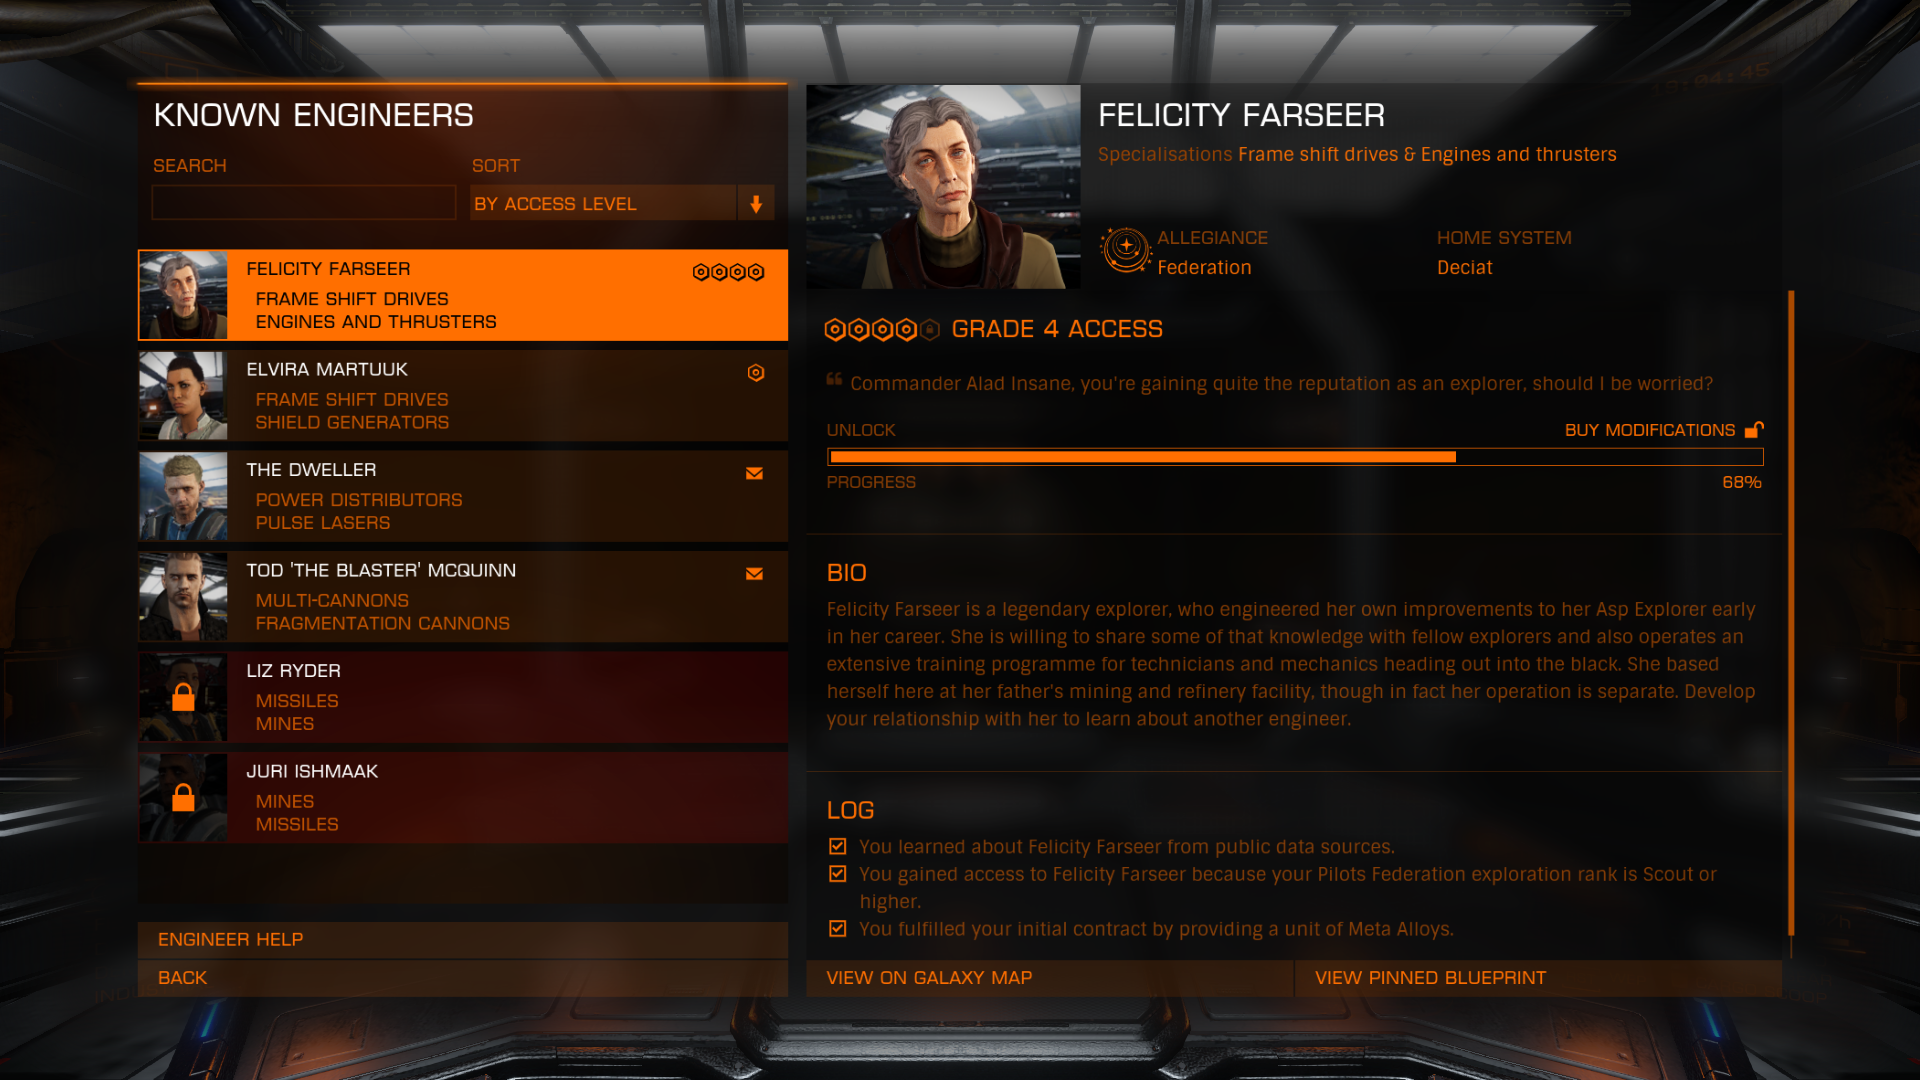 KNOWN ENGINEERS
SEARCH
SORT
BY ACCESS LEVEL
FELICITY FARSEER
FRAME SHIFT DRIVES
ENGINES AND THRUSTERS
ELVIRA MARTUUK
FRAME SHIFT DRIVES
SHIELD GENERATORS
THE DWELLER
POWER DISTRIBUTORS
PULSE LASERS
TOD 'THE BLASTER' MCQUINN
MULTI-CANNONS
FRAGMENTATION CANNONS
LIZ RYDER
MISSILES
MINES
JURI ISHMAAK
MINES
MISSILES
ENGINEER HELP
BACK
FELICITY FARSEER
Specialisations Frame shift drives & Engines and thrusters
ALLEGIANCE
Federation
HOME SYSTEM
Deciat
GRADE 4 ACCESS
“ Commander Alad Insane, you're gaining quite the reputation as an explorer, should I be worried?
UNLOCK
BUY MODIFICATIONS
PROGRESS
68%
BIO
Felicity Farseer is a legendary explorer, who engineered her own improvements to her Asp Explorer early
in her career. She is willing to share some of that knowledge with fellow explorers and also operates an
extensive training programme for technicians and mechanics heading out into the black. She based
herself here at her father's mining and refinery facility, though in fact her operation is separate. Develop
your relationship with her to learn about another engineer.
LOG
You learned about Felicity Farseer from public data sources.
You gained access to Felicity Farseer because your Pilots Federation exploration rank is Scout or
higher.
You fulfilled your initial contract by providing a unit of Meta Alloys.
VIEW ON GALAXY MAP
VIEW PINNED BLUEPRINT